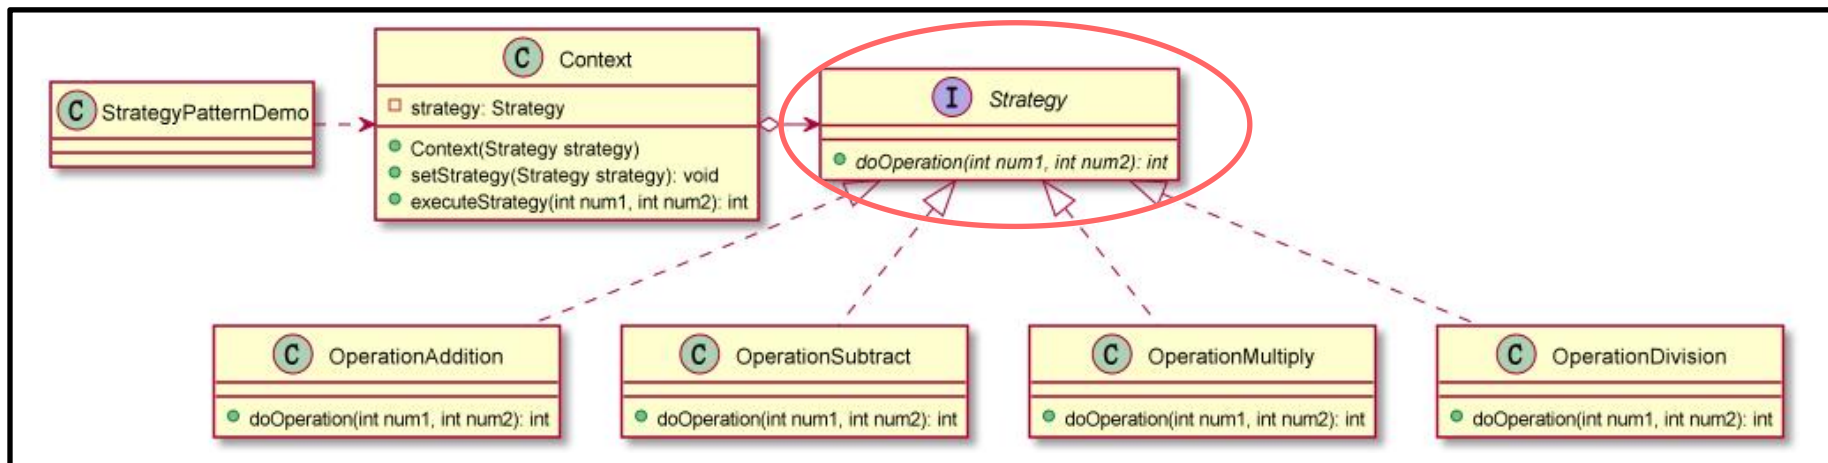 C StrategyPatternDemo
C Context
strategy: Strategy
Context(Strategy strategy)
setStrategy(Strategy strategy): void
executeStrategy(int num1, int num2): int
I Strategy
doOperation(int num1, int num2): int
C OperationAddition
doOperation(int num1, int num2): int
C OperationSubtract
doOperation(int num1, int num2): int
C OperationMultiply
doOperation(int num1, int num2): int
C OperationDivision
doOperation(int num1, int num2): int